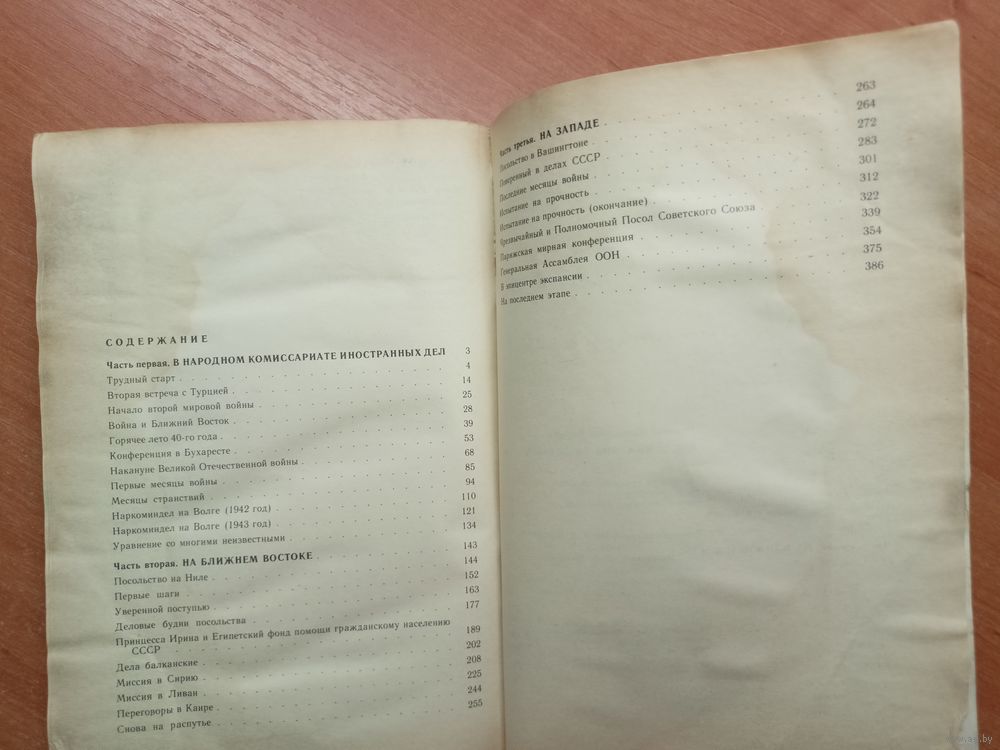 СОДЕРЖАНИЕ
Часть первая. В НАРОДНОМ КОМИССАРИАТЕ ИНОСТРАННЫХ ДЕЛ 3
Трудный старт 4
Вторая встреча с Турцией 14
Начало второй мировой войны 25
Война и Ближний Восток 28
Горячее лето 40-го года 39
Конференция в Бухаресте 53
Накануне Великой Отечественной войны 68
Первые месяцы войны 85
Месяцы странствий 94
Наркоминдел на Волге (1942 год) 110
Наркоминдел на Волге (1943 год) 121
Уравнение со многими неизвестными 134
Часть вторая. НА БЛИЖНЕМ ВОСТОКЕ 143
Посольство на Ниле 144
Первые шаги 152
Уверенной поступью 163
Деловые будни посольства 177
Принцесса Ирина и Египетский фонд помощи гражданскому населению
СССР 189
Дела балканские 202
Миссия в Сирию 208
Миссия в Ливан 225
Переговоры в Каире 244
Снова на распутье 255
Часть третья. НА ЗАПАДЕ 263
Посольство в Вашингтоне 264
Поверенный в делах СССР 272
Последние месяцы войны 283
Испытание на прочность 301
Испытание на прочность (окончание) 312
Чрезвычайный и Полномочный Посол Советского Союза 322
Парижская мирная конференция 339
Генеральная Ассамблея ООН 354
В эпицентре экспансии 375
На последнем этапе 386